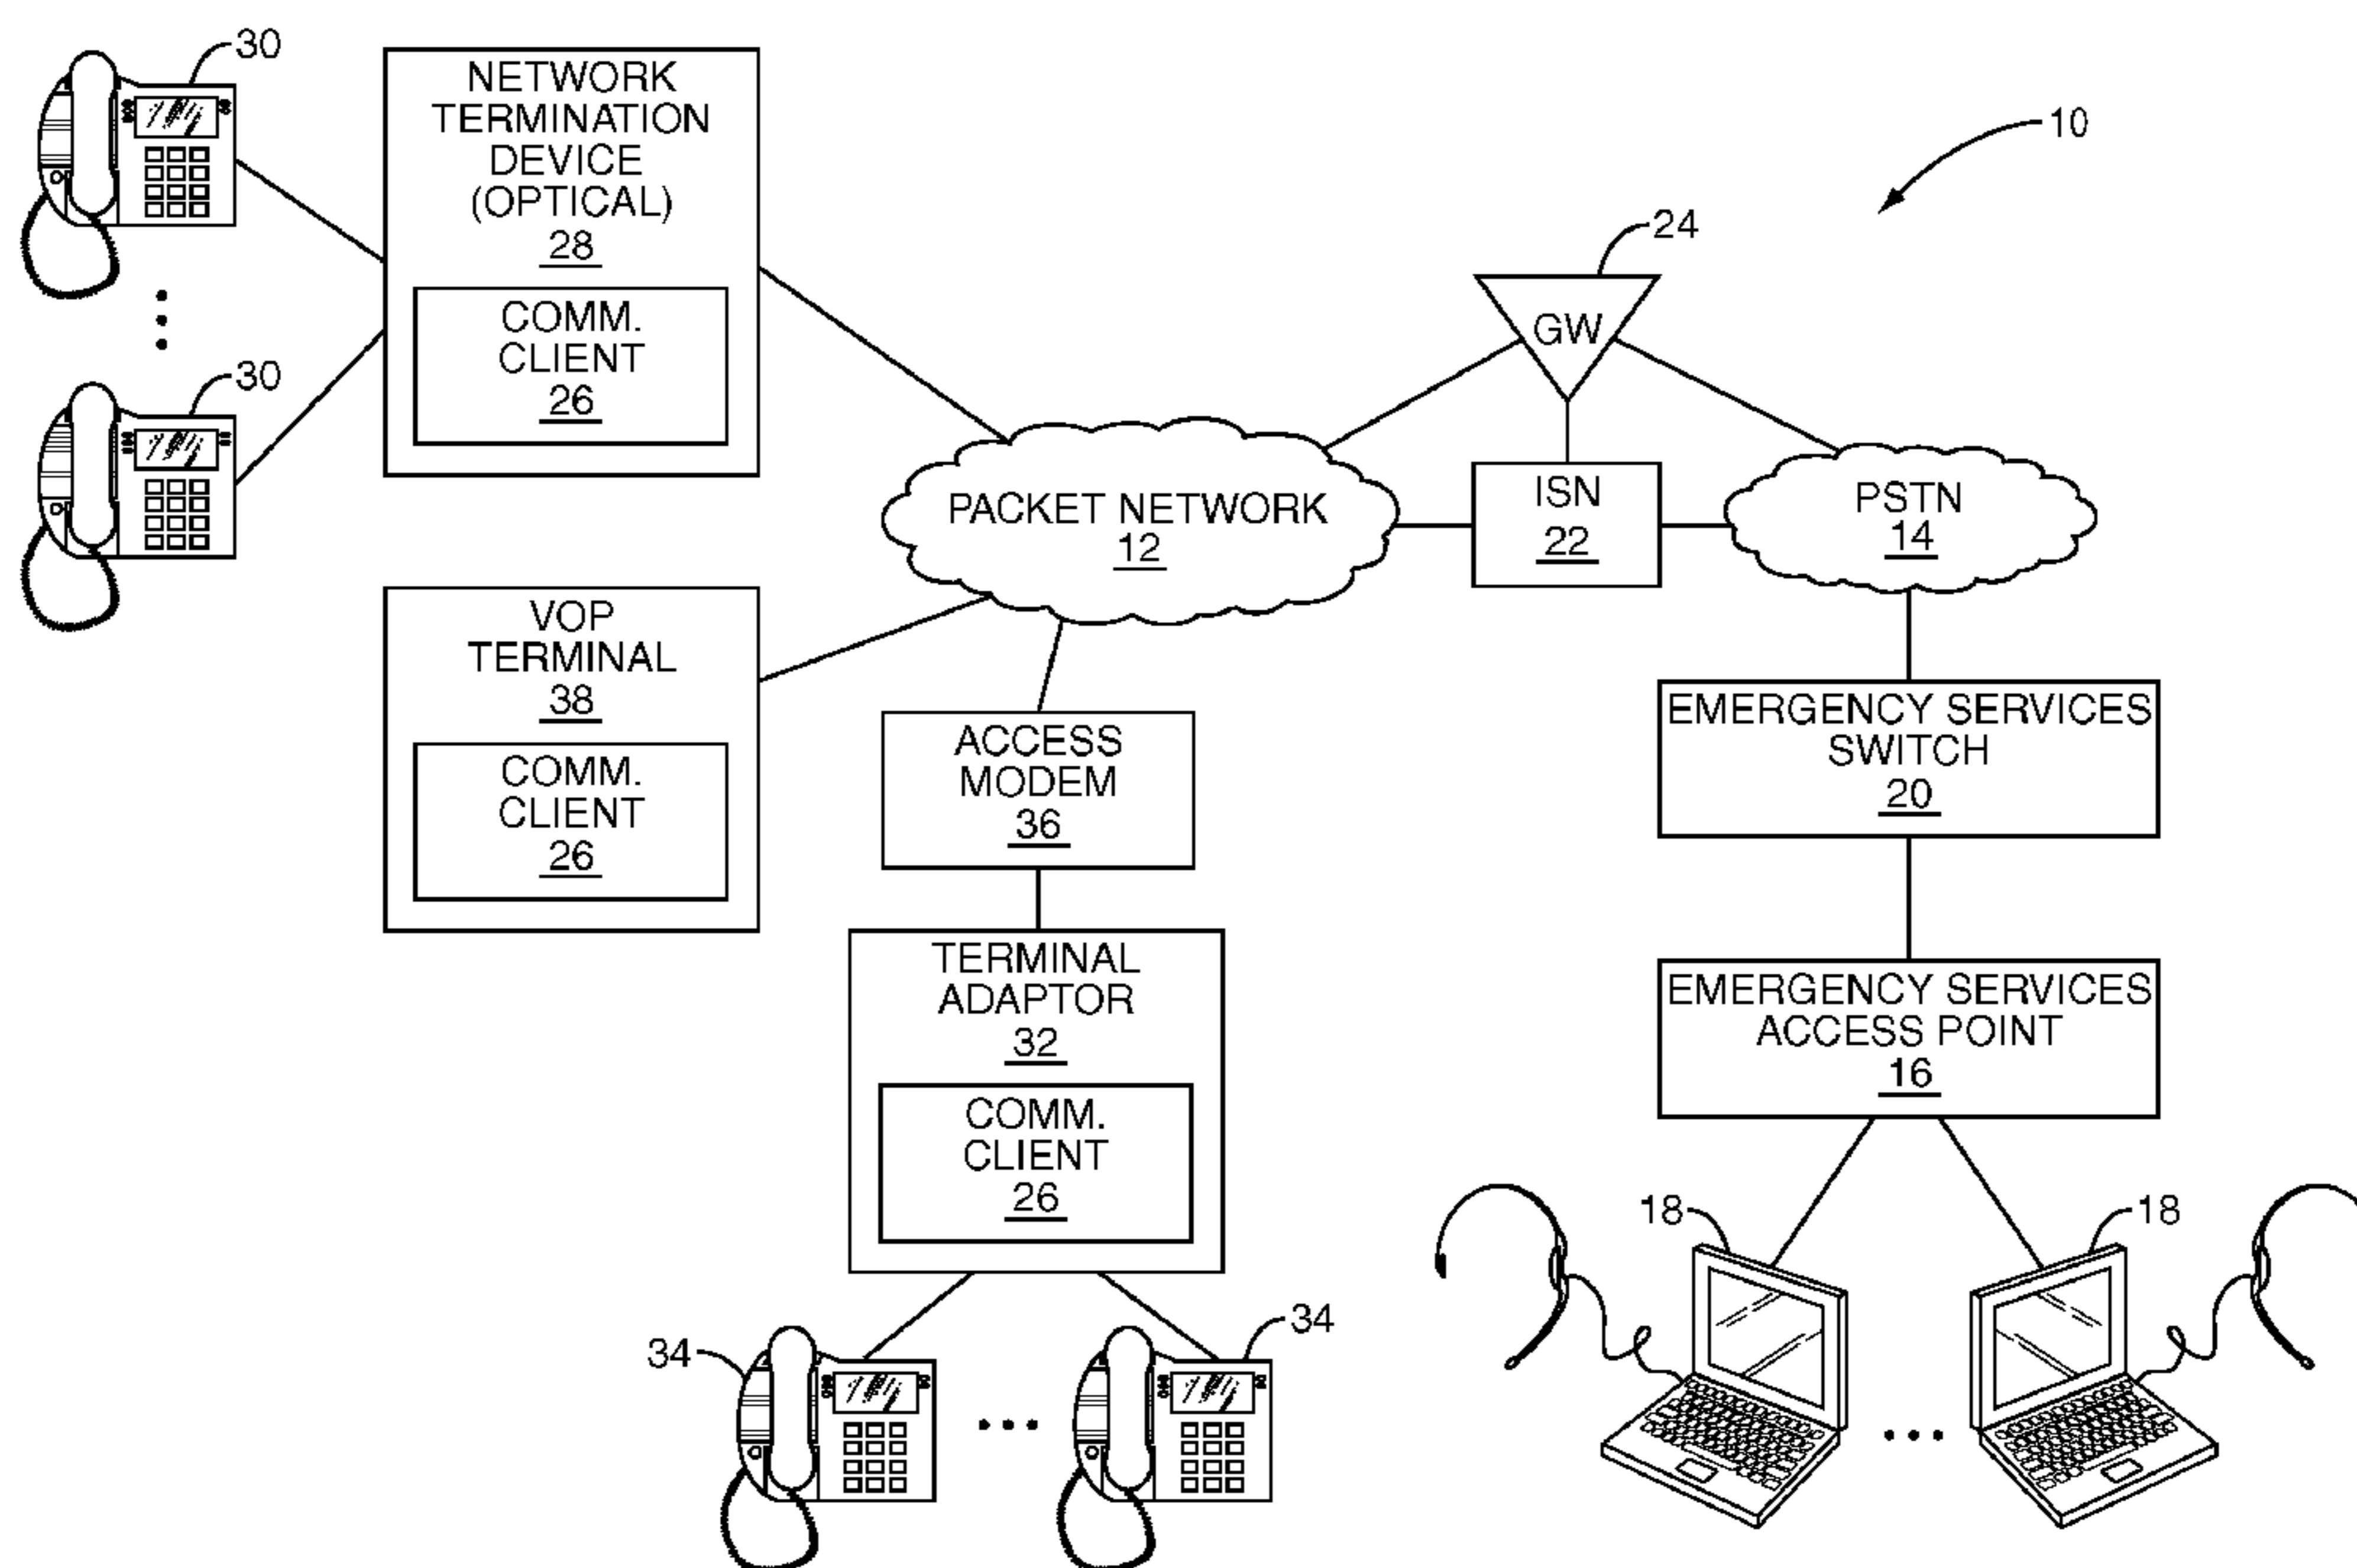 30
NETWORK
TERMINATION
DEVICE
(OPTICAL)
28
COMM.
CLIENT
26
30
10
24
GW
PACKET NETWORK
12
ISN
22
PSTN
14
VOP
TERMINAL
38
COMM.
CLIENT
26
ACCESS
MODEM
36
EMERGENCY SERVICES
SWITCH
20
TERMINAL
ADAPTOR
32
COMM.
CLIENT
26
EMERGENCY SERVICES
ACCESS POINT
16
18
18
34
34